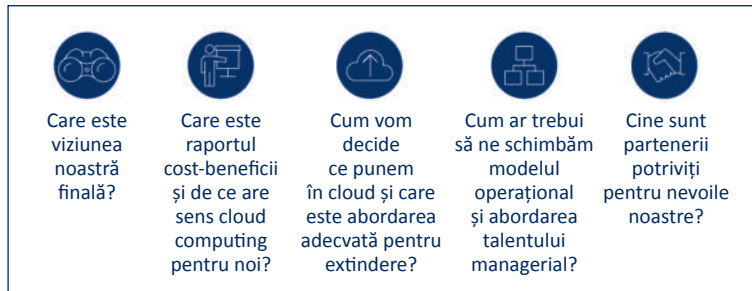 Care este
viziunea
noastră
finală?
Care este
raportul
cost-beneficii
și de ce are
sens cloud
computing
pentru noi?
Cum vom
decide
ce punem
în cloud și care
este abordarea
adecvată pentru
extindere?
Cum ar trebui
să ne schimbăm
modelul
operațional
și abordarea
talentului
managerial?
Cine sunt
partenerii
potriviți
pentru nevoile
noastre?